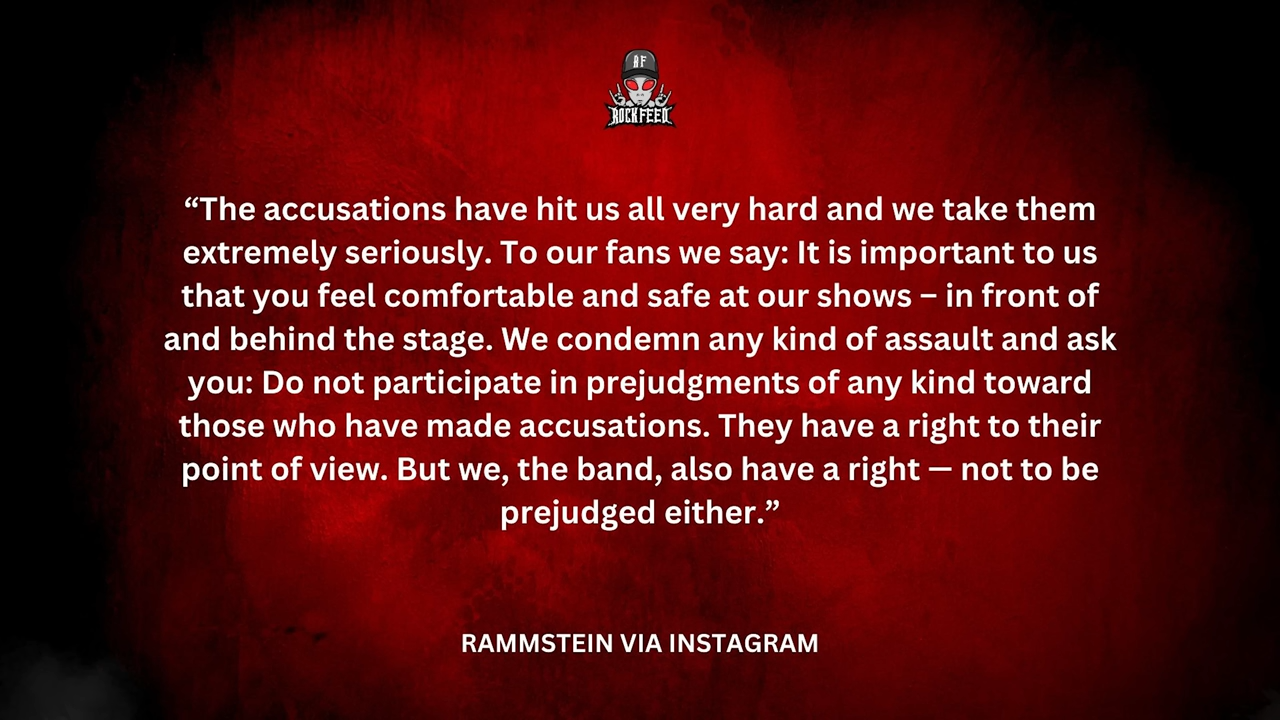 RF
ROCKFEED
“The accusations have hit us all very hard and we take them
extremely seriously. To our fans we say: It is important to us
that you feel comfortable and safe at our shows – in front of
and behind the stage. We condemn any kind of assault and ask
you: Do not participate in prejudgments of any kind toward
those who have made accusations. They have a right to their
point of view. But we, the band, also have a right — not to be
prejudged either.”
RAMMSTEIN VIA INSTAGRAM